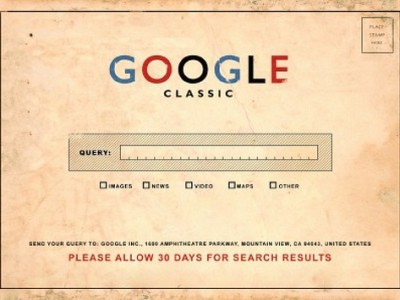 PLACE
STAMP
HERE
GOOGLE
CLASSIC
QUERY:
IMAGES NEWS VIDEO MAPS OTHER
SEND YOUR QUERY TO: GOOGLE INC., 1600 AMPHITHEATRE PARKWAY, MOUNTAIN VIEW, CA 94043, UNITED STATES
PLEASE ALLOW 30 DAYS FOR SEARCH RESULTS